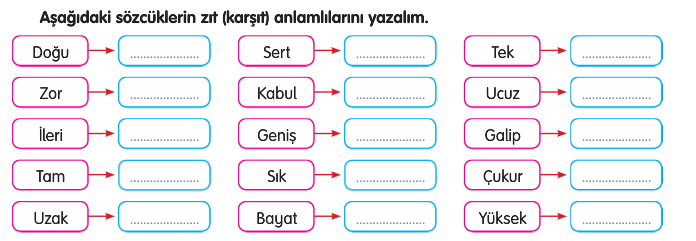 Aşağıdaki sözcüklerin zıt (karşıt) anlamlılarını yazalım.
Doğu ..................... Sert ..................... Tek .....................
Zor ..................... Kabul ..................... Ucuz .....................
İleri ..................... Geniş ..................... Galip .....................
Tam ..................... Sık ..................... Çukur .....................
Uzak ..................... Bayat ..................... Yüksek .....................